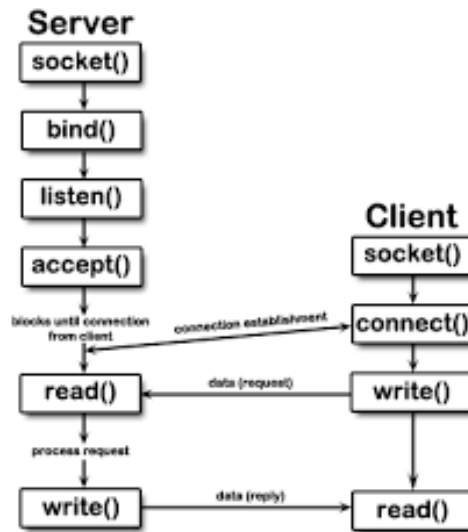 Server
socket()
bind()
listen()
accept()
blocks until connection
from client
read()
process request
write()
connection establishment
data (request)
data (reply)
Client
socket()
connect()
write()
read()